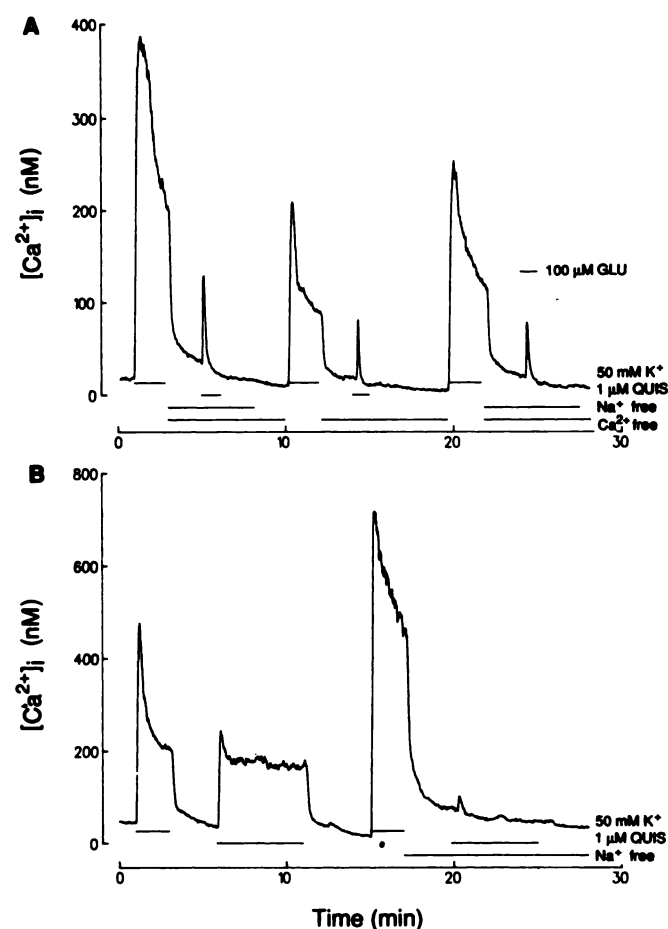 A
400
300
200
100
0
[Ca2+]i (nM)
100 μM GLU
50 mM K+
1 μM QUIS
Na+ free
Ca2+ free
0 10 20 30
B
800
600
400
200
0
[Ca2+]i (nM)
50 mM K+
1 μM QUIS
Na+ free
0 10 20 30
Time (min)